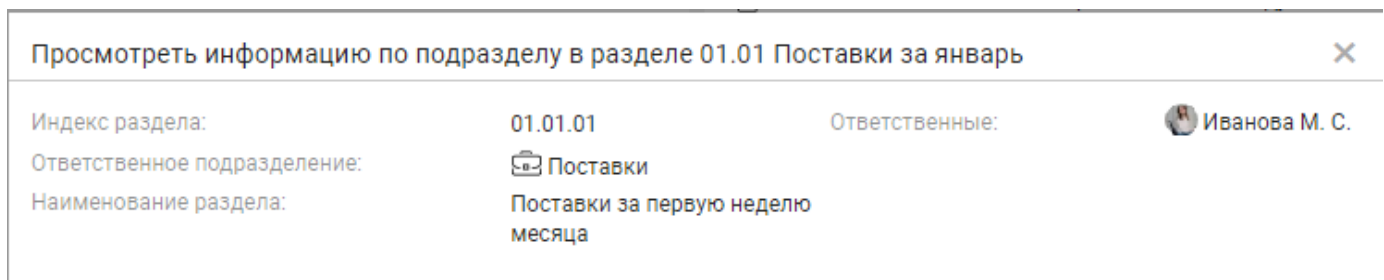 Просмотреть информацию по подразделу в разделе 01.01 Поставки за январь
Индекс раздела: 01.01.01 Ответственные: Иванова М. С.
Ответственное подразделение: Поставки
Наименование раздела: Поставки за первую неделю
месяца